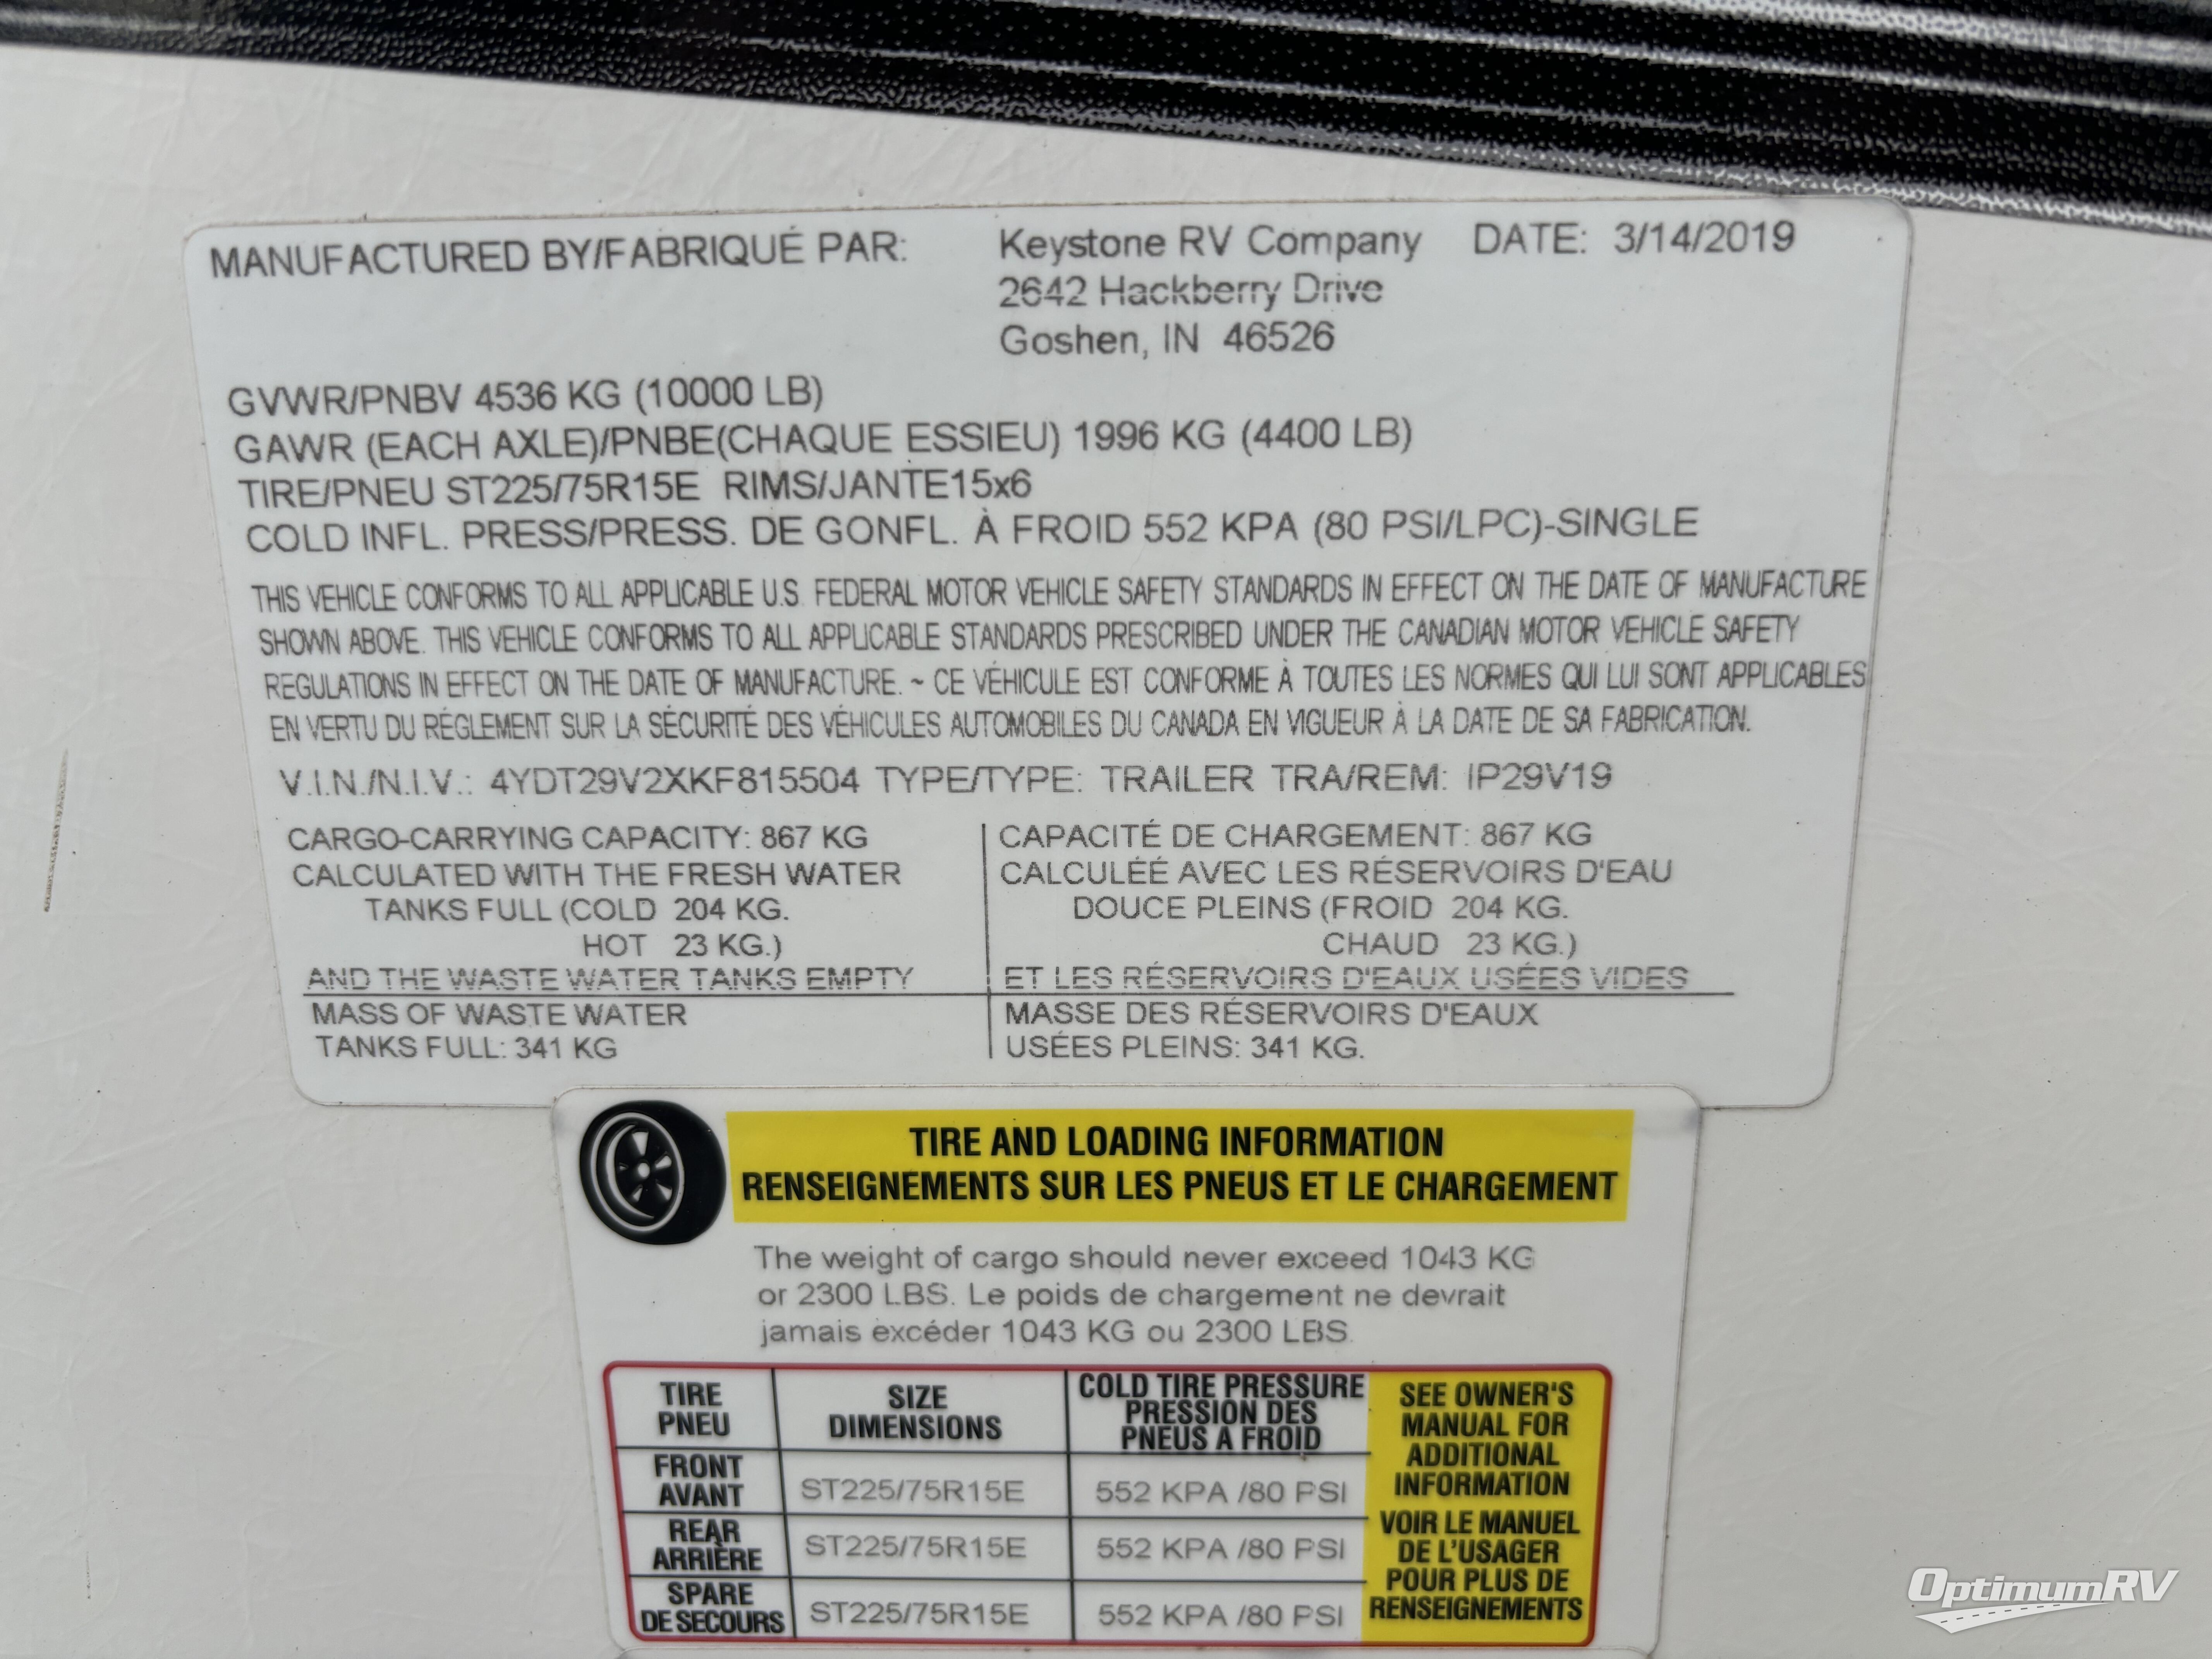 MANUFACTURED BY/FABRIQUÉ PAR: Keystone RV Company DATE: 3/14/2019
2642 Hackberry Drive
Goshen, IN 46526
GVWR/PNBV 4536 KG (10000 LB)
GAWR (EACH AXLE)/PNBE(CHAQUE ESSIEU) 1996 KG (4400 LB)
TIRE/PNEU ST225/75R15E RIMS/JANTE15x6
COLD INFL. PRESS/PRESS. DE GONFL. À FROID 552 KPA (80 PSI/LPC)-SINGLE
THIS VEHICLE CONFORMS TO ALL APPLICABLE U.S. FEDERAL MOTOR VEHICLE SAFETY STANDARDS IN EFFECT ON THE DATE OF MANUFACTURE
SHOWN ABOVE. THIS VEHICLE CONFORMS TO ALL APPLICABLE STANDARDS PRESCRIBED UNDER THE CANADIAN MOTOR VEHICLE SAFETY
REGULATIONS IN EFFECT ON THE DATE OF MANUFACTURE. ~ CE VÉHICULE EST CONFORME À TOUTES LES NORMES QUI LUI SONT APPLICABLES
EN VERTU DU RÉGLEMENT SUR LA SÉCURITÉ DES VÉHICULES AUTOMOBILES DU CANADA EN VIGUEUR À LA DATE DE SA FABRICATION.
V.I.N./N.I.V.: 4YDT29V2XKF815504 TYPE/TYPE: TRAILER TRA/REM: IP29V19
CARGO-CARRYING CAPACITY: 867 KG
CALCULATED WITH THE FRESH WATER
TANKS FULL (COLD 204 KG.
HOT 23 KG.)
AND THE WASTE WATER TANKS EMPTY
MASS OF WASTE WATER
TANKS FULL: 341 KG
CAPACITÉ DE CHARGEMENT: 867 KG
CALCULÉÉ AVEC LES RÉSERVOIRS D'EAU
DOUCE PLEINS (FROID 204 KG.
CHAUD 23 KG.)
ET LES RÉSERVOIRS D'EAUX USÉES VIDES
MASSE DES RÉSERVOIRS D'EAUX
USÉES PLEINS: 341 KG.
TIRE AND LOADING INFORMATION
RENSEIGNEMENTS SUR LES PNEUS ET LE CHARGEMENT
The weight of cargo should never exceed 1043 KG
or 2300 LBS. Le poids de chargement ne devrait
jamais excéder 1043 KG ou 2300 LBS.
TIRE
PNEU
SIZE
DIMENSIONS
COLD TIRE PRESSURE
PRESSION DES
PNEUS A FROID
FRONT
AVANT
ST225/75R15E
552 KPA /80 PSI
REAR
ARRIÈRE
ST225/75R15E
552 KPA /80 PSI
SPARE
DE SECOURS
ST225/75R15E
552 KPA /80 PSI
SEE OWNER'S
MANUAL FOR
ADDITIONAL
INFORMATION
VOIR LE MANUEL
DE L'USAGER
POUR PLUS DE
RENSEIGNEMENTS
OptimumRV